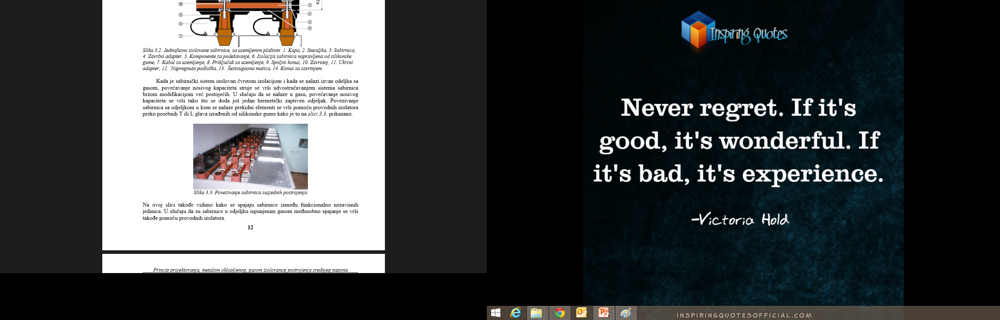 10
3
K2
4
9
5
8
6
7
Slika 3.2. Jednofazno izolovane sabirnice, sa uzemljenim plaštom: 1. Kapa, 2. Stezaljka, 3. Sabirnica,
4. Završni adapter, 5. Komponente za podešavanje, 6. Izolacija sabirnica napravljena od silikonske
gume, 7. Kabal za uzemljenje, 8. Priključak za uzemljenje, 9. Spoljni konus, 10. Zavrtanj, 11. Ukrsni
adapter, 12. Napregnuta podloška, 13. Šestougaona matica, 14. Konus sa zavrtnjem.
Kada je sabirnički sistem izolovan čvrstom izolacijom i kada se nalazi izvan odeljka sa
gasom, povećavanje nosivog kapaciteta struje se vrši udvostručavanjem sistema sabirnica
brzom modifikacijom već postojećih. U slučaju da se nalaze u gasu, povećavanje nosivog
kapaciteta se vrši tako što se doda još jedan hermetički zaptiven odjeljak. Povezivanje
sabirnica sa odjeljkom u kom se nalaze prekidni elementi se vrši pomoću provodnih izolatora
preko posebnih T ili L glava izrađenih od silikonske gume kako je to na slici 3.3. prikazano.
Slika 3.3. Povezivanje sabirnica susjednih postrojenja
Na ovoj slici takođe vidimo kako se spajaju sabirnice između funkcionalno nezavisnih
jedinica. U slučaju da su sabirnice u odjeljku ispunjenim gasom međusobno spajanje se vrši
takođe pomoću provodnih izolatora.
12
Princip projektovanja, metalom oklopljenog, gasom izolovanog postrojenja srednjeg napona
Inspiring Quotes
Never regret. If it's
good, it's wonderful. If
it's bad, it's experience.
-Victoria Hold
INSPIRINGQUOTESOFFICIAL.COM